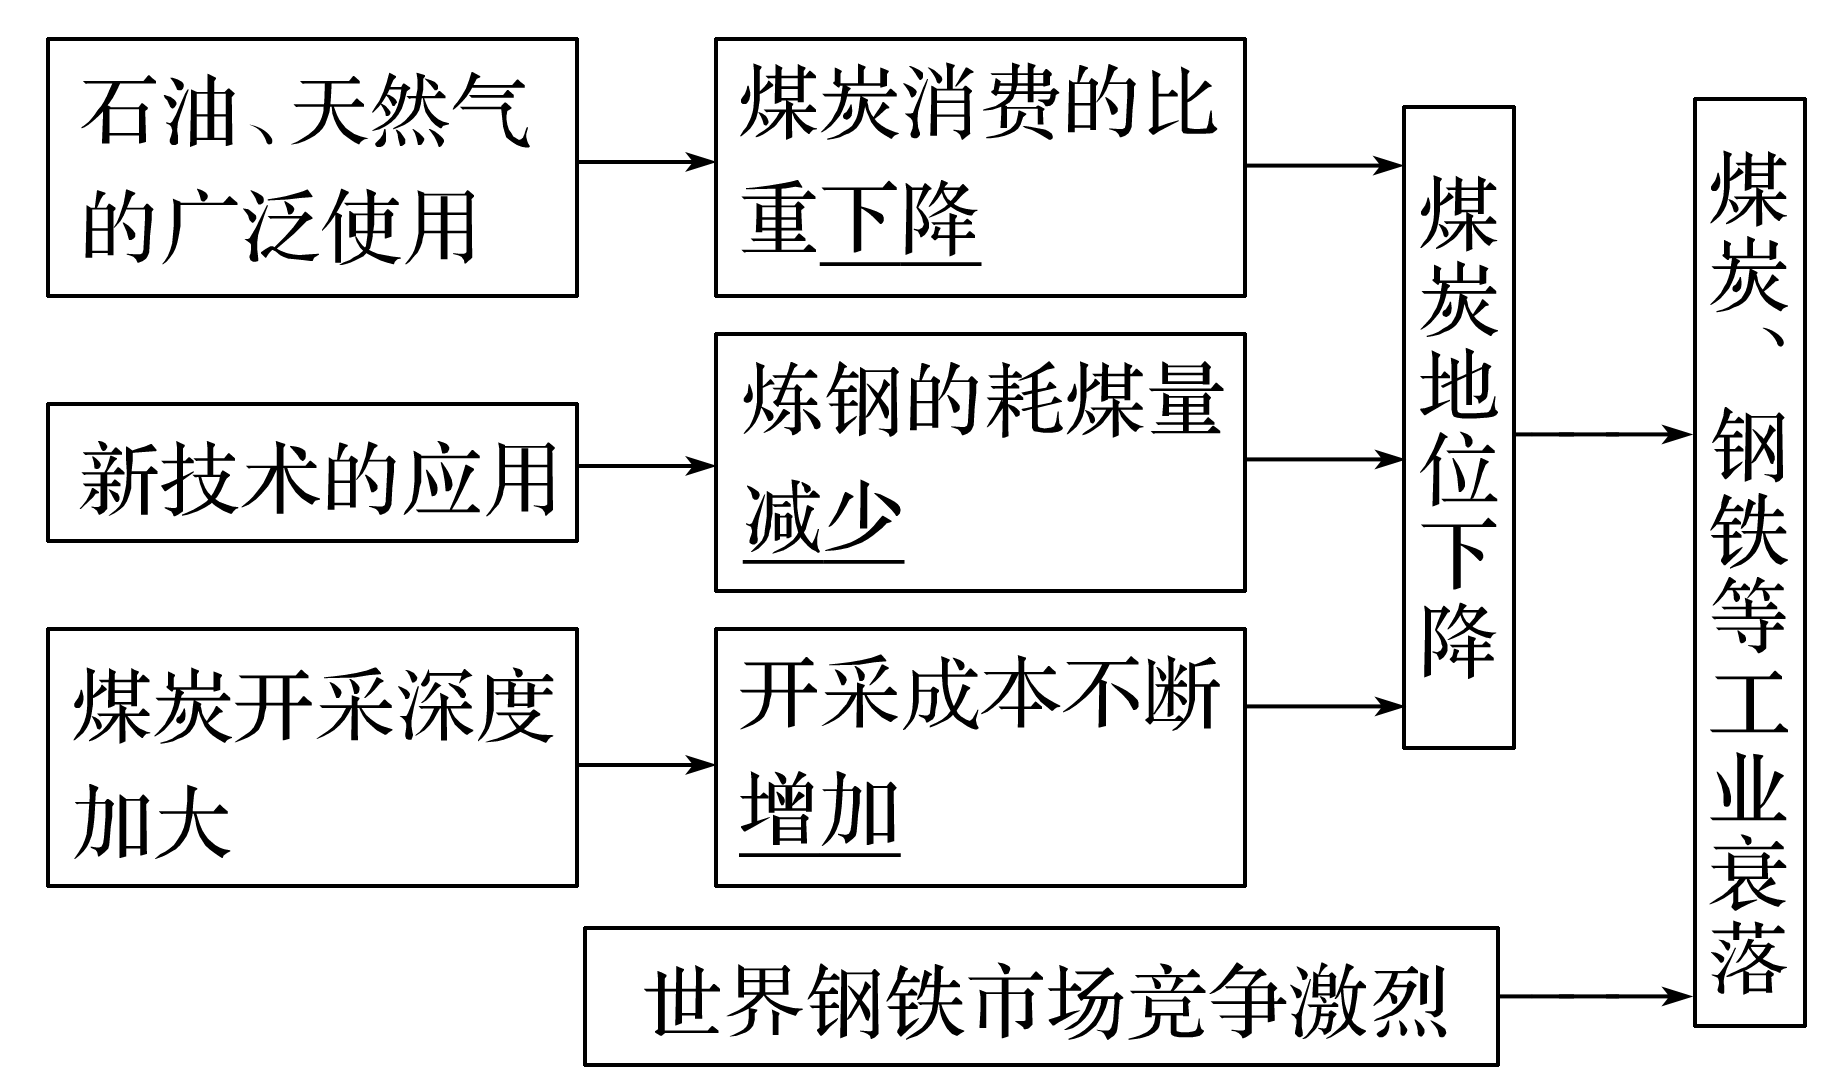 石油、天然气
的广泛使用
煤炭消费的比
重下降
新技术的应用
炼钢的耗煤量
减少
煤炭开采深度
加大
开采成本不断
增加
煤炭地位下降
世界钢铁市场竞争激烈
煤炭、钢铁等工业衰落